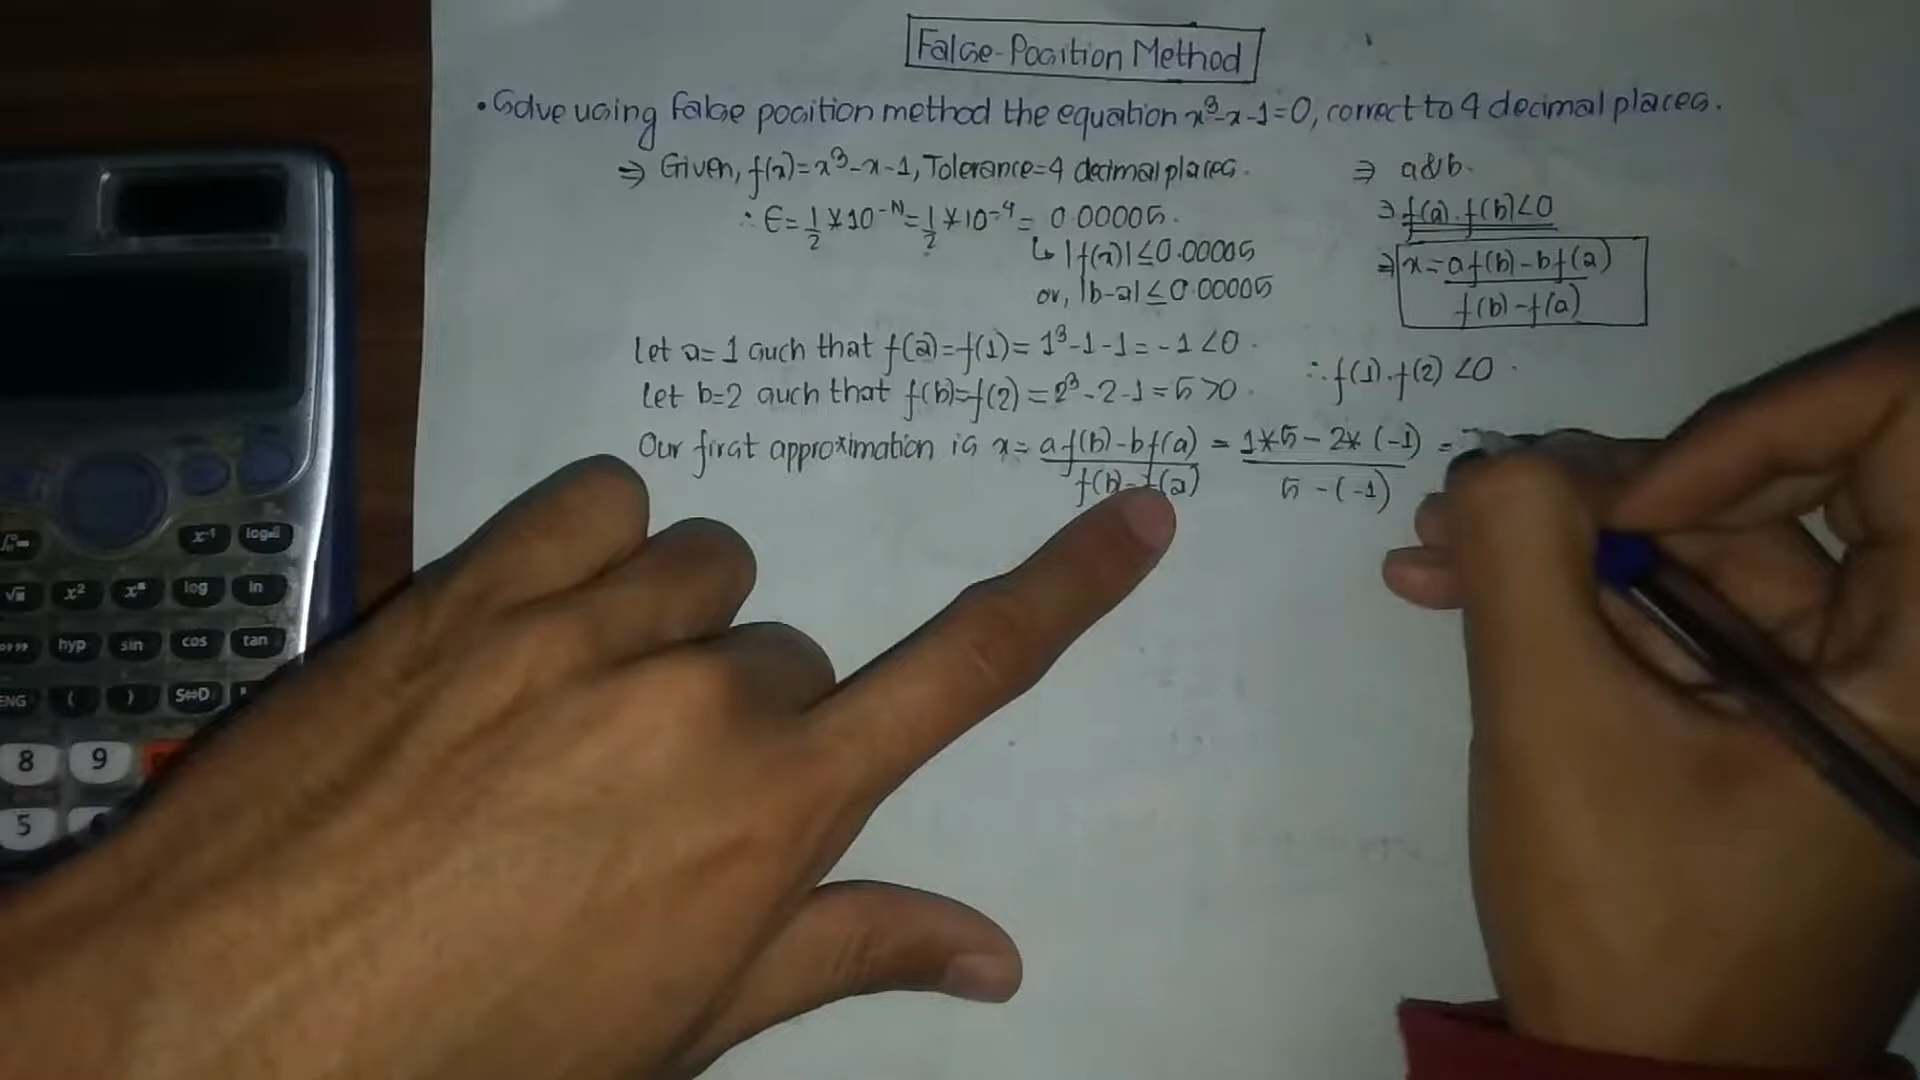 False-Position Method
• Solve using false position method the equation x³-x-1=0, correct to 4 decimal places.
⇒ Given, f(x)=x³-x-1, Tolerance=4 decimal places.
∴ ϵ=1/2*10⁻ᴺ=1/2*10⁻⁴= 0.00005.
↳ |f(x)|≤0.00005
or, |b-a|≤0.00005
⇒ a&b.
⇒ f(a).f(b)<0
⇒ x=af(b)-bf(a)/f(b)-f(a)
Let a=1 such that f(a)=f(1)=1³-1-1=-1<0.
Let b=2 such that f(b)=f(2)=2³-2-1=5>0.
∴ f(1).f(2)<0.
Our first approximation is x=af(b)-bf(a)/f(b)-f(a)=1*5-2*(-1)/5-(-1)=
x⁻¹
x²
log
ln
hyp
sin
cos
tan
ENG
(
)
S⇔D
8
9
5